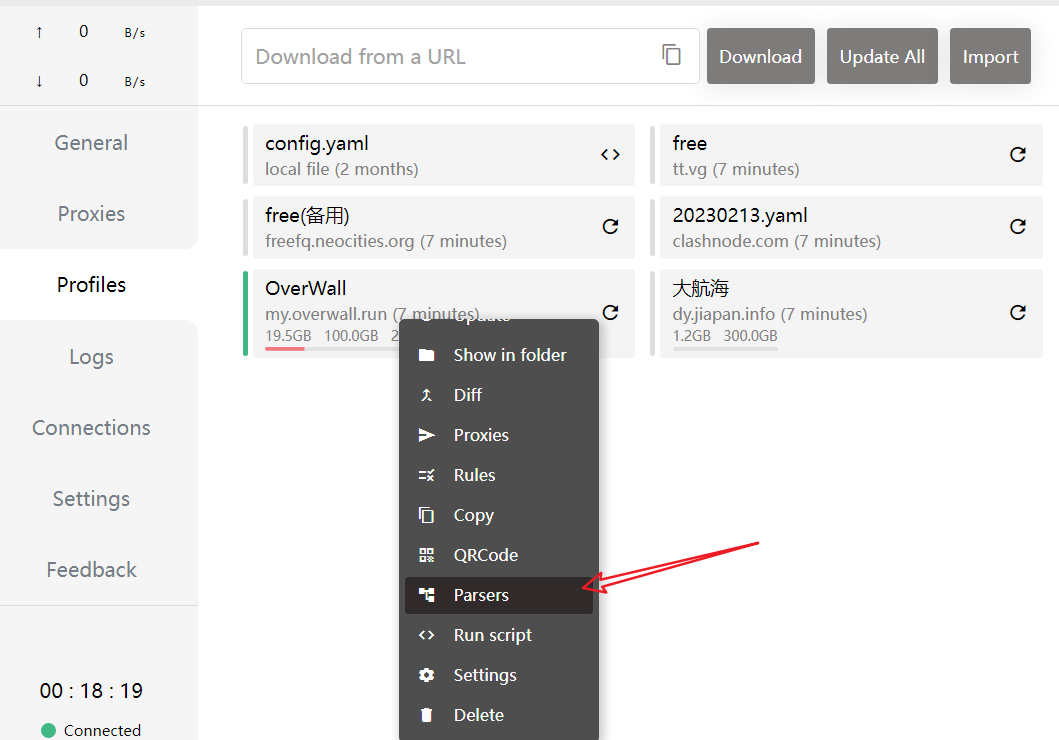 ↑ 0 B/s
↓ 0 B/s
General
Proxies
Profiles
Logs
Connections
Settings
Feedback
00 : 18 : 19
Connected
Download from a URL
Download
Update All
Import
config.yaml
local file (2 months)
free
tt.vg (7 minutes)
free(备用)
freefq.neocities.org (7 minutes)
20230213.yaml
clashnode.com (7 minutes)
OverWall
my.overwall.run (7 minutes)
19.5GB 100.0GB 2
大航海
dy.jiapan.info (7 minutes)
1.2GB 300.0GB
Update
Show in folder
Diff
Proxies
Rules
Copy
QRCode
Parsers
Run script
Settings
Delete